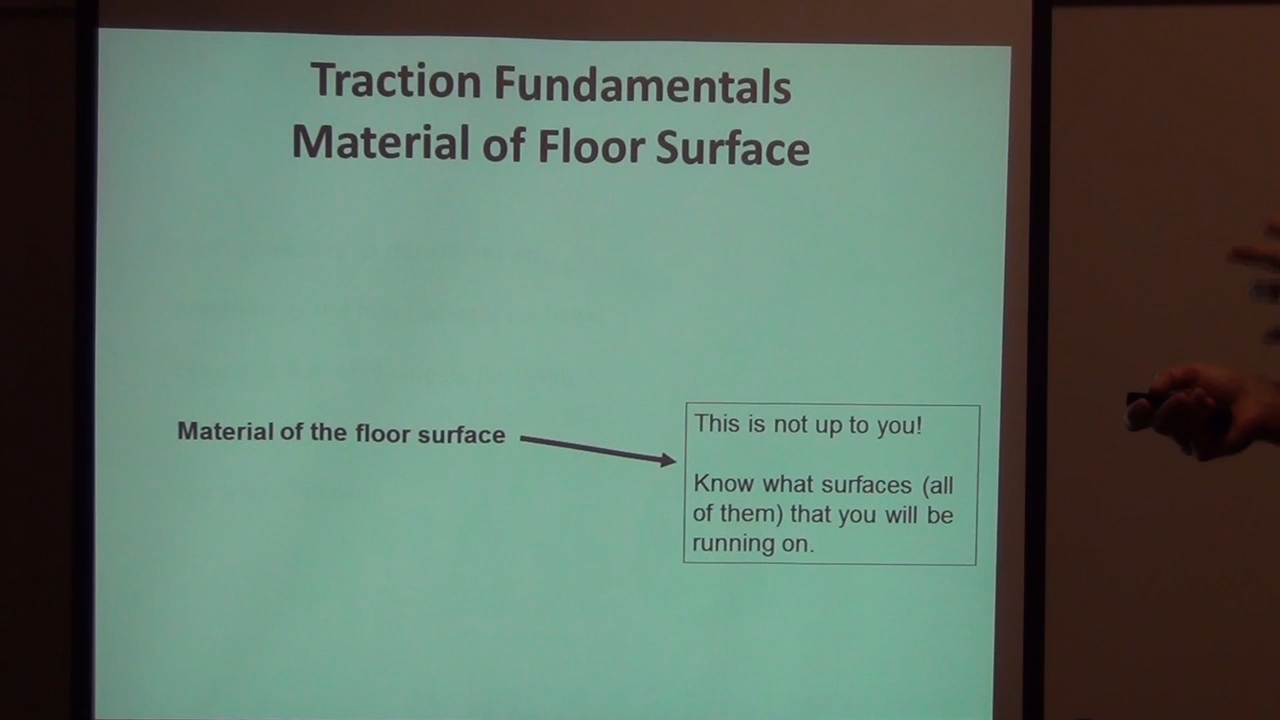 Traction Fundamentals
Material of Floor Surface
Material of the floor surface
This is not up to you!
Know what surfaces (all
of them) that you will be
running on.